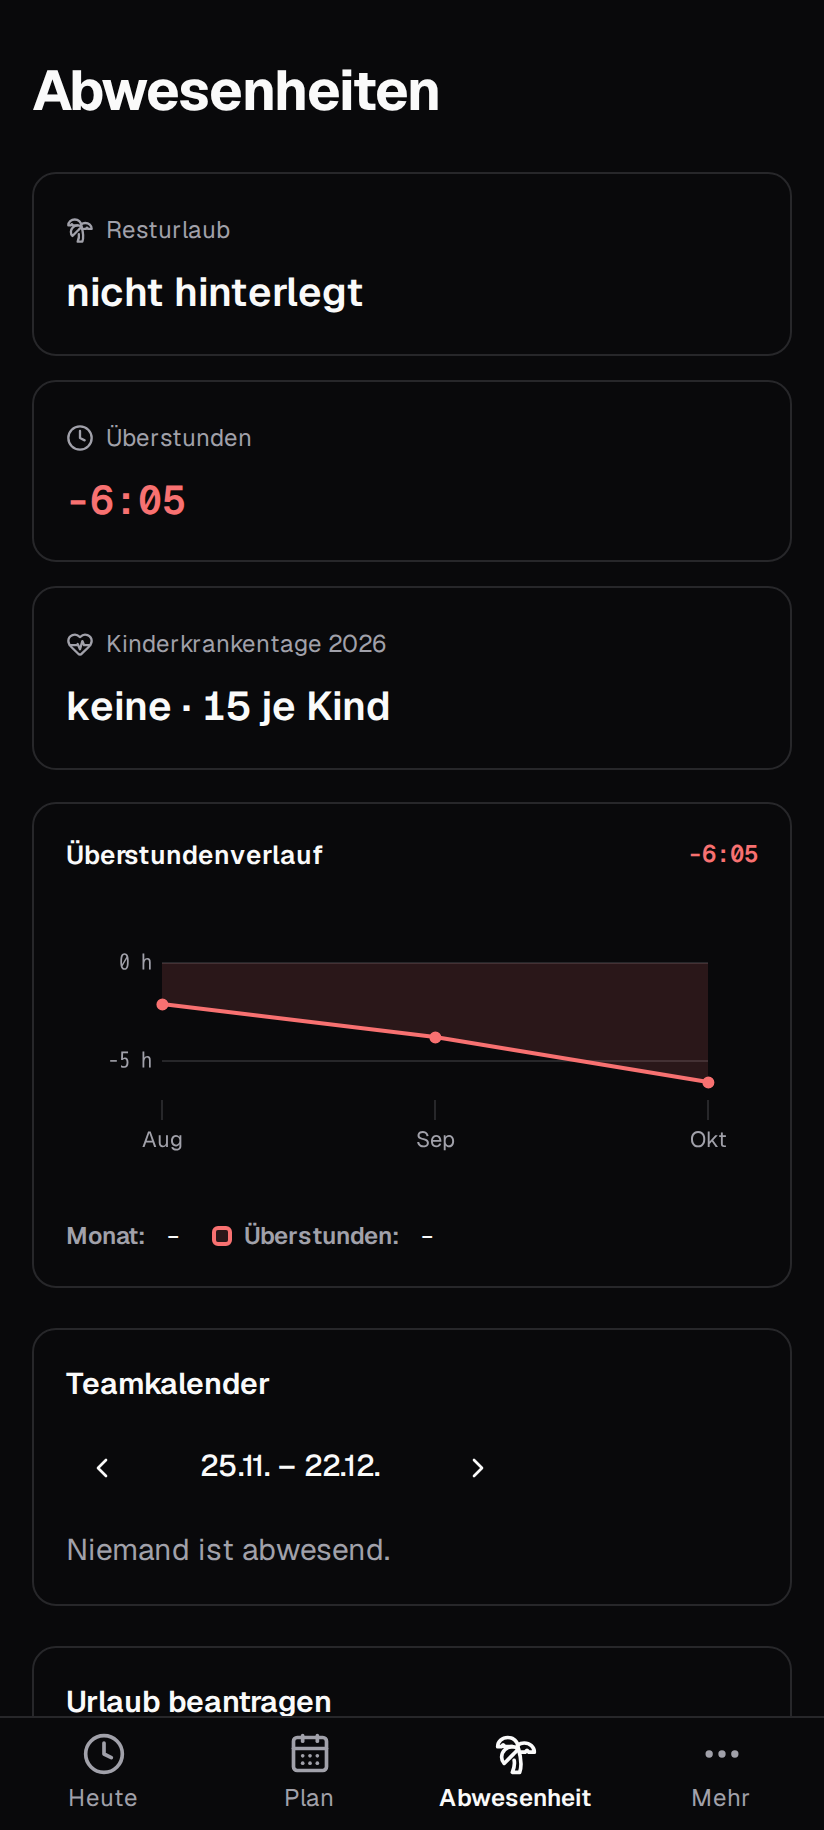 Abwesenheiten
Resturlaub
nicht hinterlegt
Überstunden
-6:05
Kinderkrankentage 2026
keine · 15 je Kind
Überstundenverlauf
-6:05
0 h
-5 h
Aug Sep Okt
Monat: - Überstunden: -
Teamkalender
25.11. – 22.12.
Niemand ist abwesend.
Urlaub beantragen
Heute Plan Abwesenheit Mehr